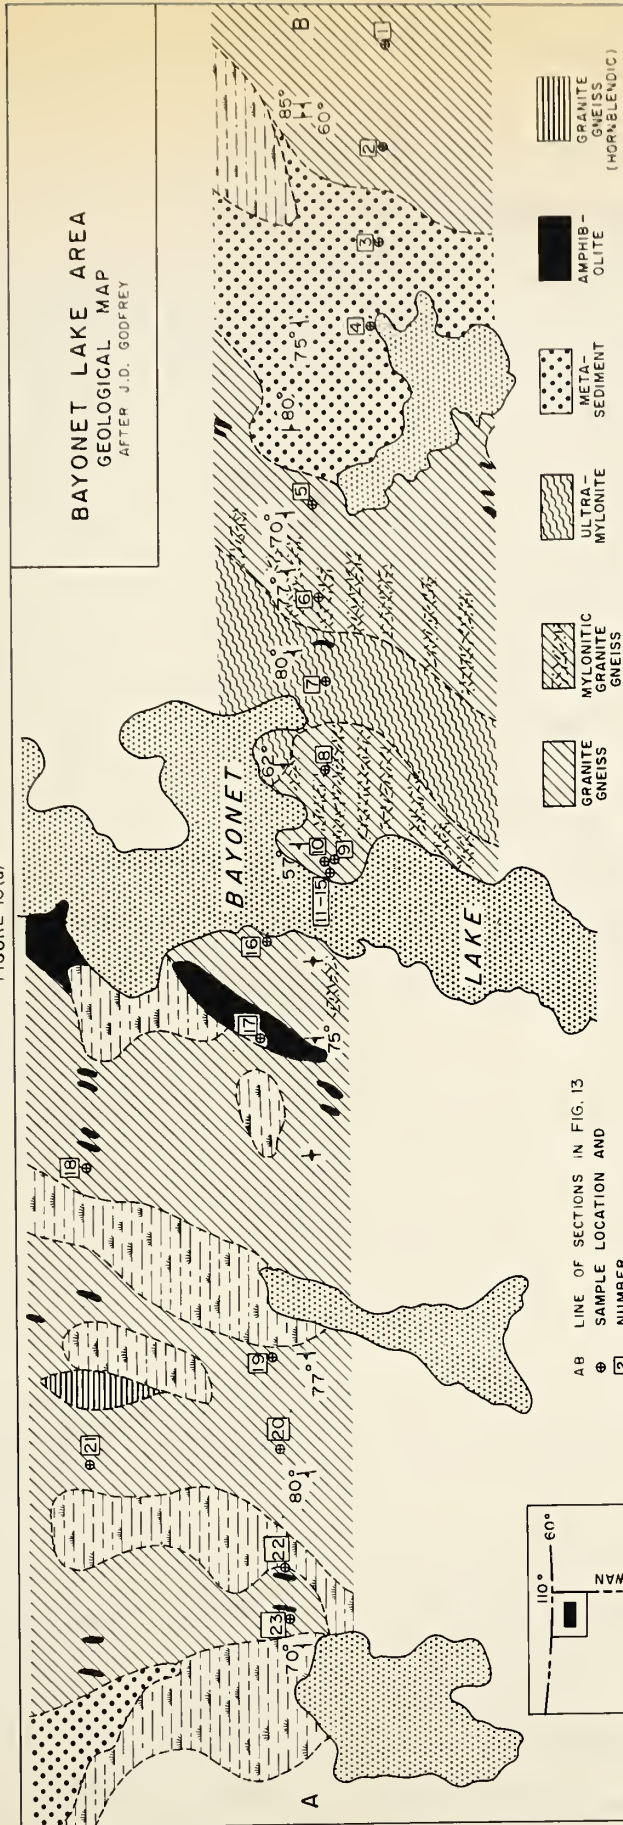 BAYONET LAKE AREA
GEOLOGICAL MAP
AFTER J.D. GODFREY
A
B
23
22
21
20
19
18
17
16
11-15
10
9
8
7
6
5
4
3
2
1
70°
80°
77°
75°
57°
62°
80°
57°
70°
80°
75°
85°
60°
BAYONET
LAKE
110°
60°
AB LINE OF SECTIONS IN FIG. 13
SAMPLE LOCATION AND
NUMBER
GRANITE
GNEISS
MYLONITIC
GRANITE
GNEISS
ULTRA-
MYLONITE
META-
SEDIMENT
AMPHIB-
OLITE
GRANITE
GNEISS
(HORNBLENDIC)